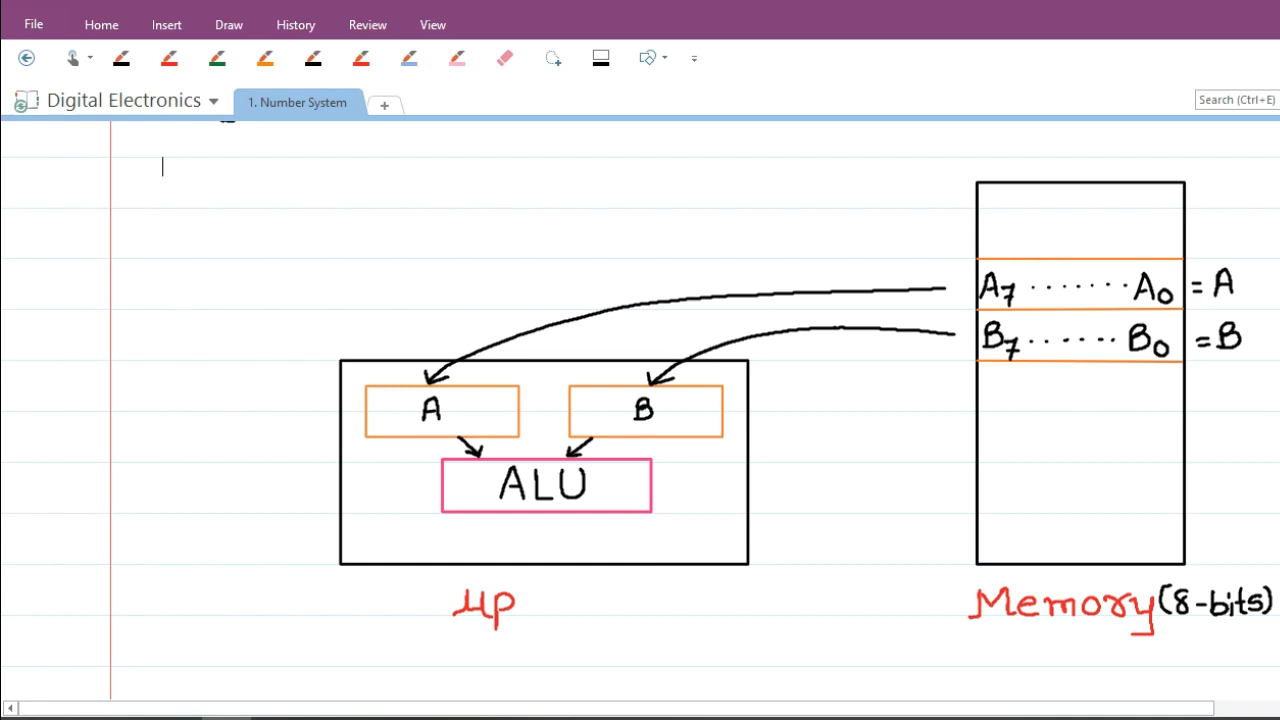 File Home Insert Draw History Review View
Digital Electronics 1. Number System
Search (Ctrl+E)
A7 ....... A0 = A
B7 ...... B0 = B
A B
ALU
μp Memory (8-bits)